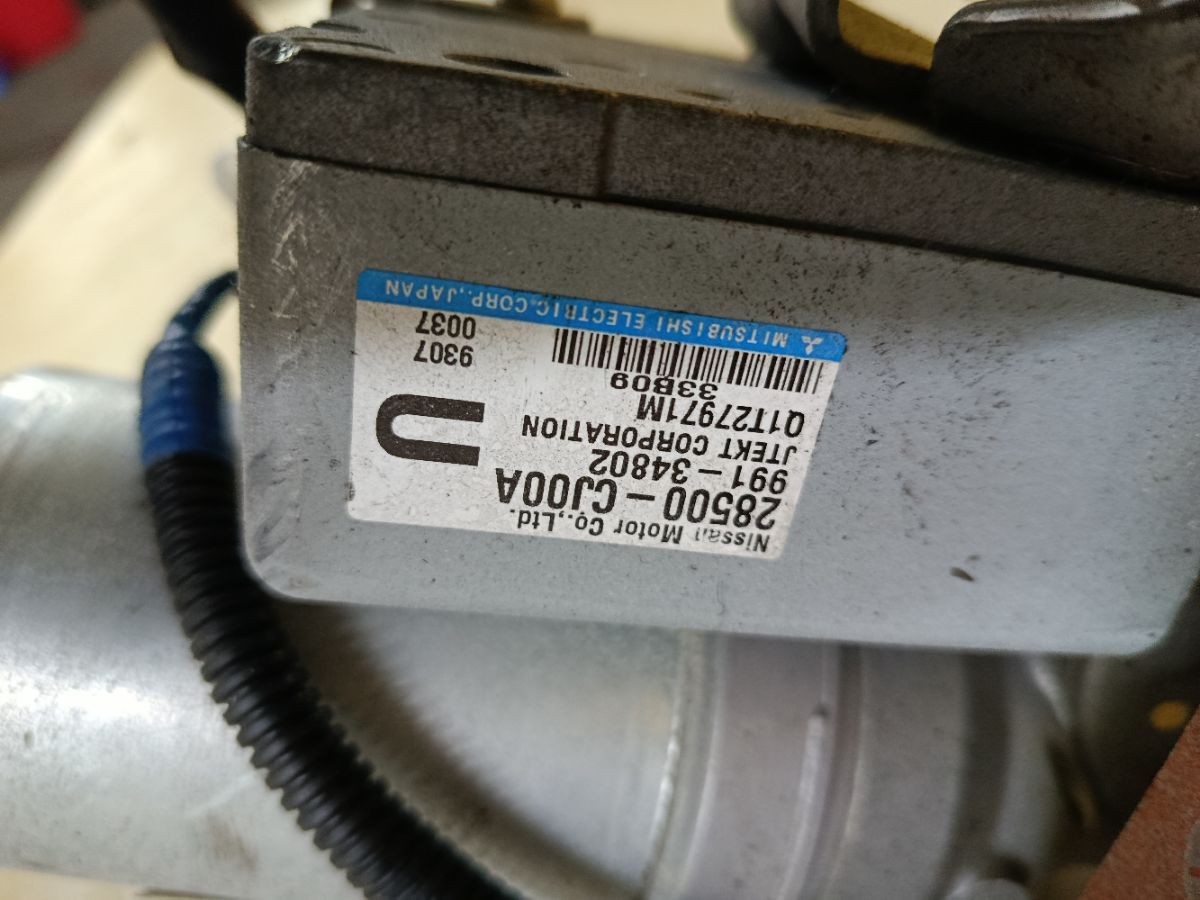 Nissan Motor Co.,Ltd.
28500-CJ00A
991-34802
JTEKT CORPORATION
Q1T27971M
33B09
9307
0037
U
MITSUBISHI ELECTRIC CORP., JAPAN